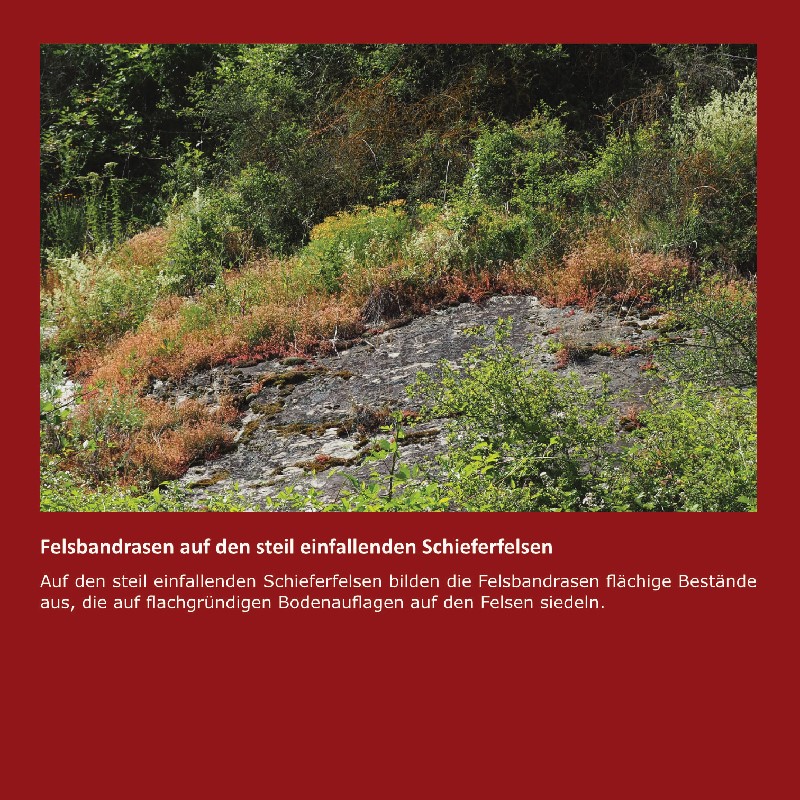 Felsbandrasen auf den steil einfallenden Schieferfelsen
Auf den steil einfallenden Schieferfelsen bilden die Felsbandrasen flächige Bestände
aus, die auf flachgründigen Bodenauflagen auf den Felsen siedeln.